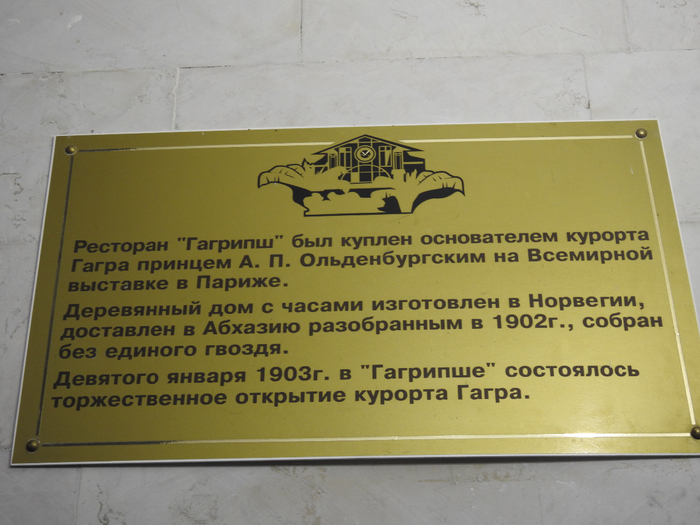 Ресторан "Гагрипш" был куплен основателем курорта
Гагра принцем А. П. Ольденбургским на Всемирной
выставке в Париже.
Деревянный дом с часами изготовлен в Норвегии,
доставлен в Абхазию разобранным в 1902г., собран
без единого гвоздя.
Девятого января 1903г. в "Гагрипше" состоялось
торжественное открытие курорта Гагра.